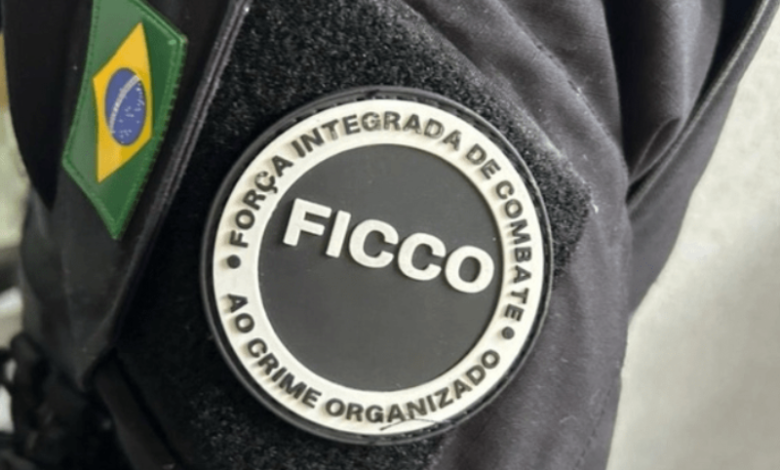 • FORÇA INTEGRADA DE COMBATE •
FICCO
AO CRIME ORGANIZADO